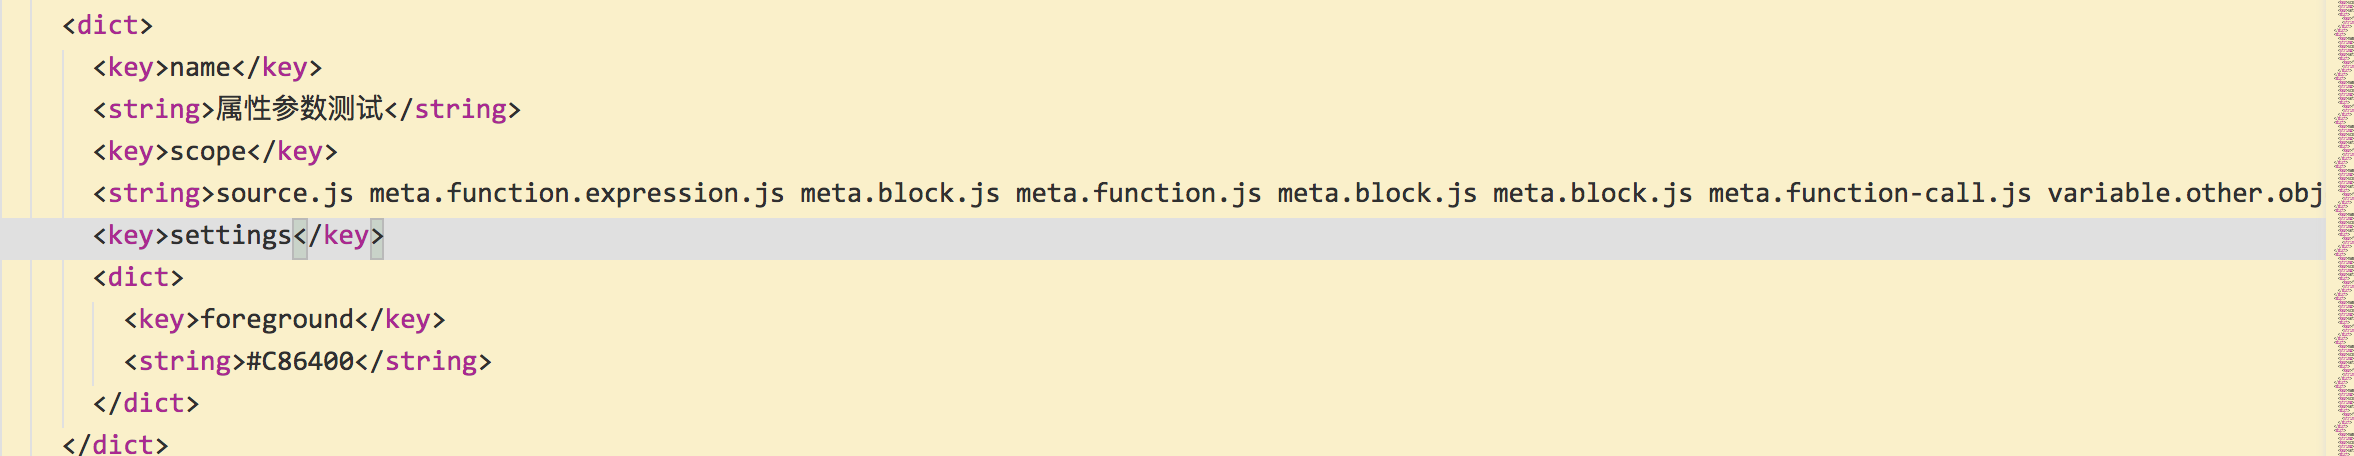 <dict>
<key>name</key>
<string>属性参数测试</string>
<key>scope</key>
<string>source.js meta.function.expression.js meta.block.js meta.function.js meta.block.js meta.block.js meta.function-call.js variable.other.obj
<key>settings</key>
<dict>
<key>foreground</key>
<string>#C86400</string>
</dict>
</dict>